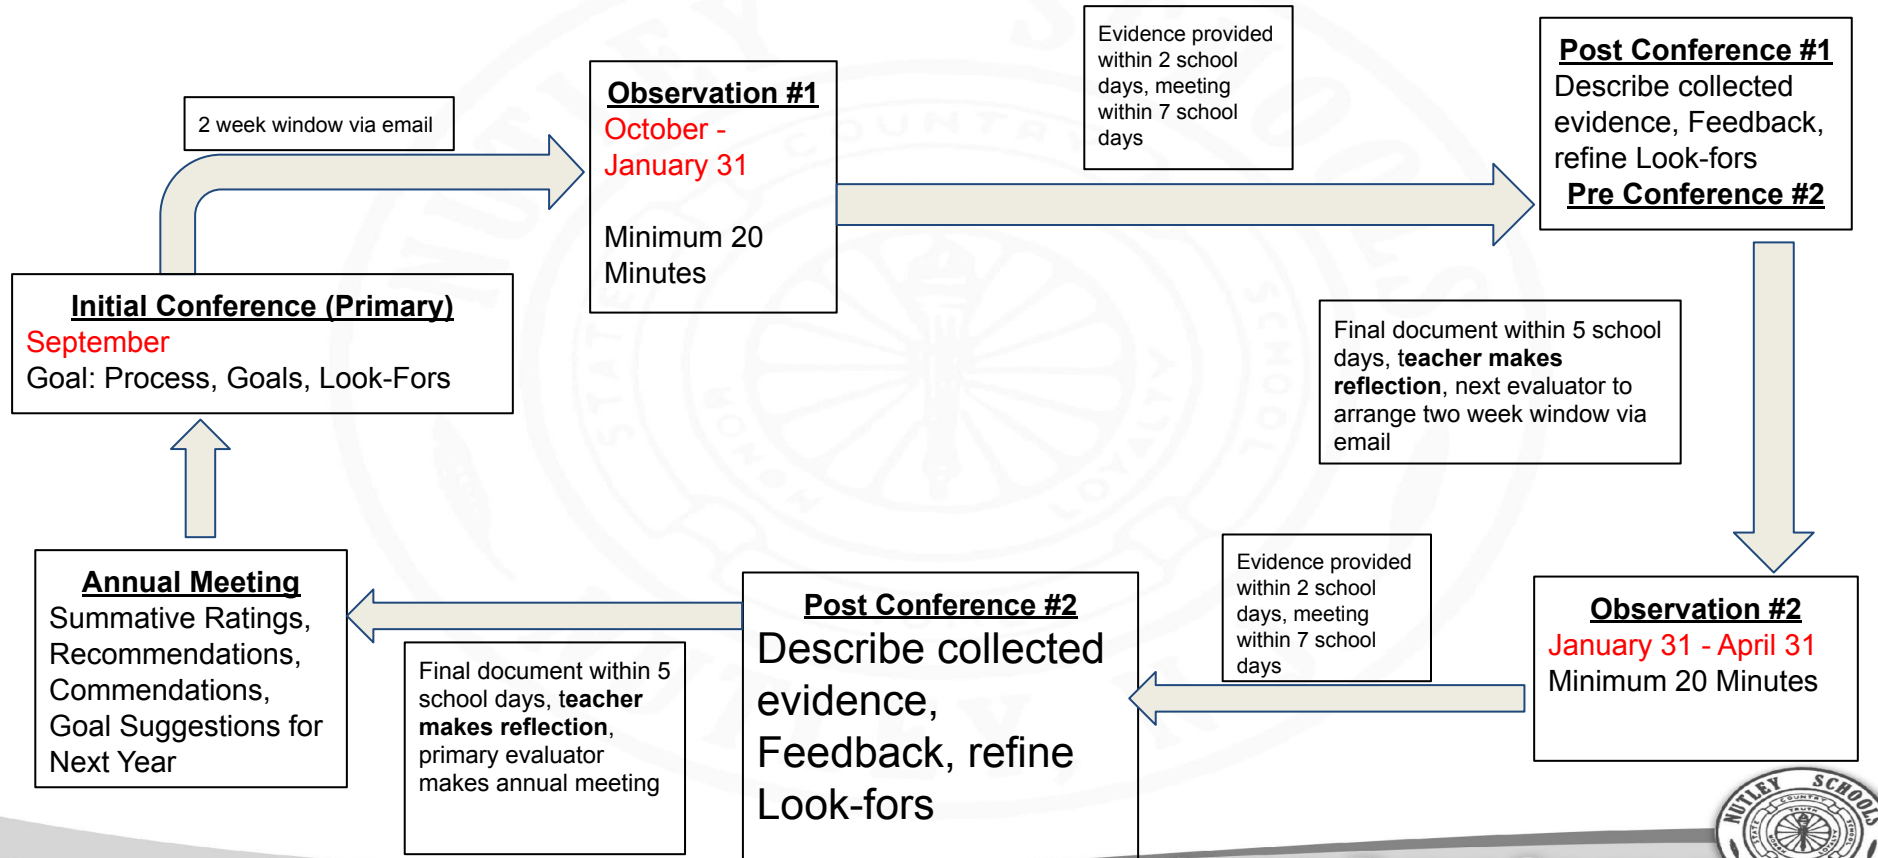 2 week window via email
Observation #1
October -
January 31
Minimum 20
Minutes
Evidence provided
within 2 school
days, meeting
within 7 school
days
Post Conference #1
Describe collected
evidence, Feedback,
refine Look-fors
Pre Conference #2
Initial Conference (Primary)
September
Goal: Process, Goals, Look-Fors
Final document within 5 school
days, teacher makes
reflection, next evaluator to
arrange two week window via
email
Annual Meeting
Summative Ratings,
Recommendations,
Commendations,
Goal Suggestions for
Next Year
Final document within 5
school days, teacher
makes reflection,
primary evaluator
makes annual meeting
Post Conference #2
Describe collected
evidence,
Feedback, refine
Look-fors
Evidence provided
within 2 school
days, meeting
within 7 school
days
Observation #2
January 31 - April 31
Minimum 20 Minutes
NUTLEY SCHOOLS
COUNTRY
TRUTH
STATE
SCHOOL
HONOR
LOYALTY